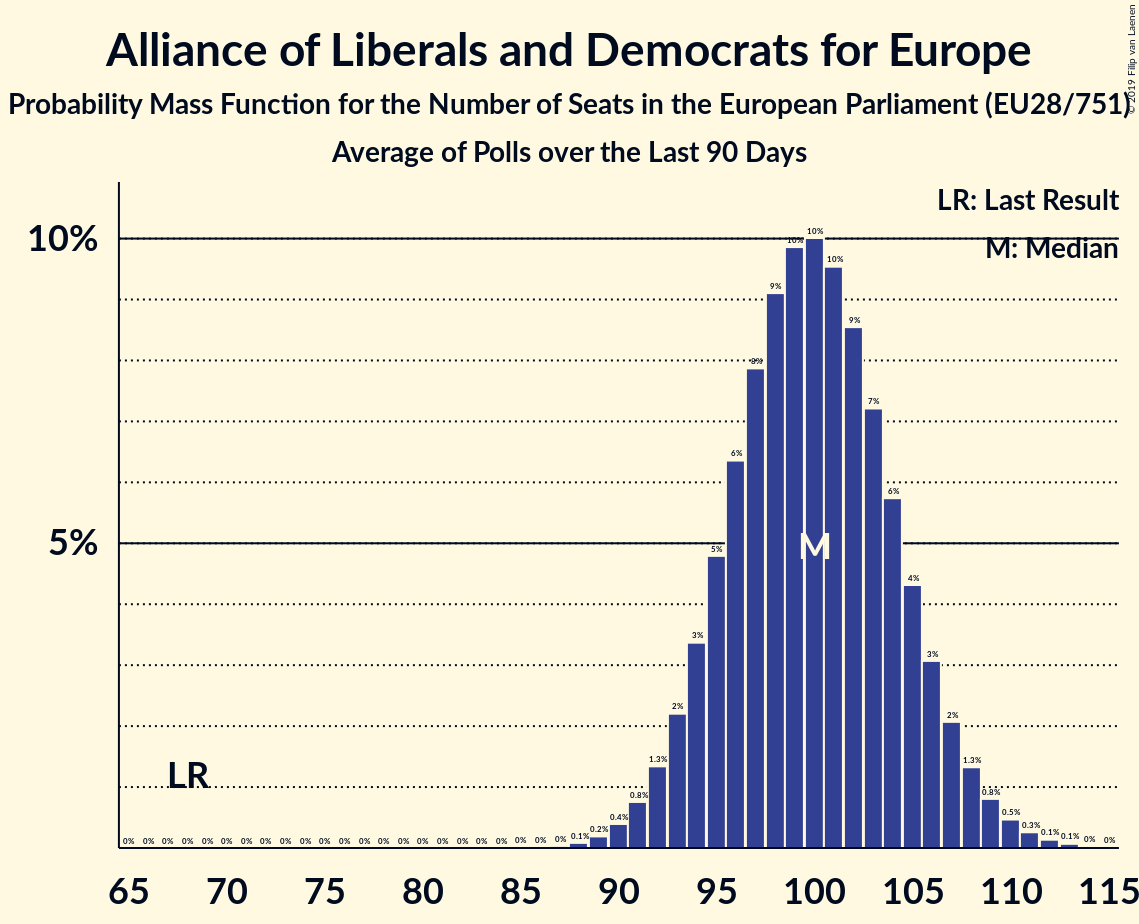 Alliance of Liberals and Democrats for Europe
Probability Mass Function for the Number of Seats in the European Parliament (EU28/751)
Average of Polls over the Last 90 Days
© 2019 Filip van Laenen
LR: Last Result
M: Median
10%
5%
LR
M
0% 0% 0% 0% 0% 0% 0% 0% 0% 0% 0% 0% 0% 0% 0% 0% 0% 0% 0% 0% 0% 0% 0% 0.1% 0.2% 0.4% 0.8% 1.3% 2% 3% 5% 6% 8% 9% 10% 10% 10% 9% 7% 6% 4% 3% 2% 1.3% 0.8% 0.5% 0.3% 0.1% 0.1% 0% 0%
65 70 75 80 85 90 95 100 105 110 115